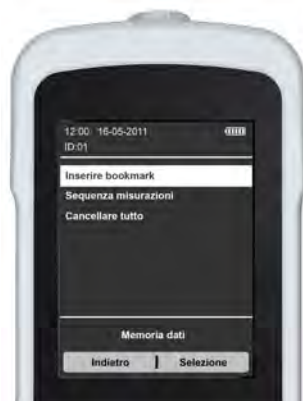 12:00 16-05-2011
ID:01
Inserire bookmark
Sequenza misurazioni
Cancellare tutto
Memoria dati
Indietro Selezione